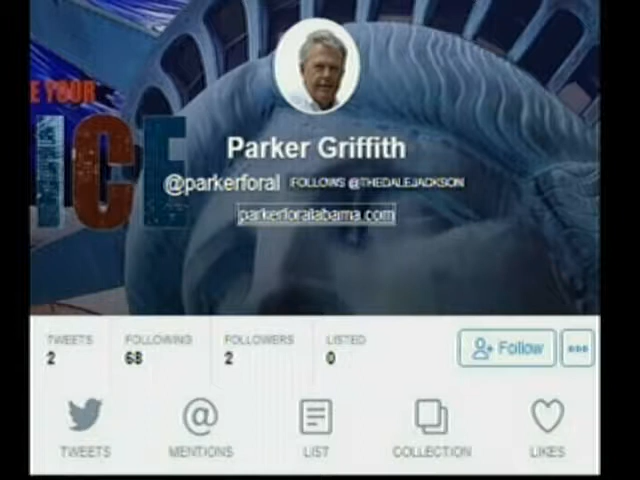 E YOUR
ICE
Parker Griffith
@parkerforal FOLLOWS @THEDALEJACKSON
parkerforalabama.com
TWEETS FOLLOWING FOLLOWERS LISTED
2 68 2 0
Follow
TWEETS MENTIONS LIST COLLECTION LIKES